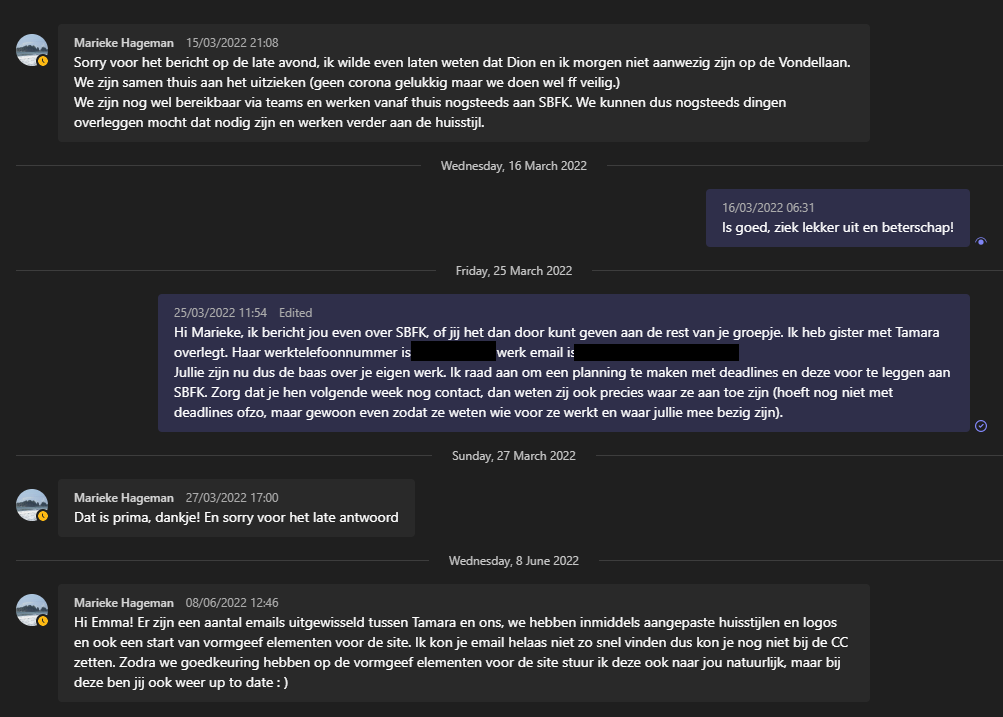 Marieke Hageman 15/03/2022 21:08
Sorry voor het bericht op de late avond, ik wilde even laten weten dat Dion en ik morgen niet aanwezig zijn op de Vondellaan.
We zijn samen thuis aan het uitzieken (geen corona gelukkig maar we doen wel ff veilig.)
We zijn nog wel bereikbaar via teams en werken vanaf thuis nogsteeds aan SBFK. We kunnen dus nogsteeds dingen
overleggen mocht dat nodig zijn en werken verder aan de huisstijl.
Wednesday, 16 March 2022
16/03/2022 06:31
Is goed, ziek lekker uit en beterschap!
Friday, 25 March 2022
25/03/2022 11:54 Edited
Hi Marieke, ik bericht jou even over SBFK, of jij het dan door kunt geven aan de rest van je groepje. Ik heb gister met Tamara
overlegt. Haar werktelefoonnummer is werk email is
Jullie zijn nu dus de baas over je eigen werk. Ik raad aan om een planning te maken met deadlines en deze voor te leggen aan
SBFK. Zorg dat je hen volgende week nog contact, dan weten zij ook precies waar ze aan toe zijn (hoeft nog niet met
deadlines ofzo, maar gewoon even zodat ze weten wie voor ze werkt en waar jullie mee bezig zijn).
Sunday, 27 March 2022
Marieke Hageman 27/03/2022 17:00
Dat is prima, dankje! En sorry voor het late antwoord
Wednesday, 8 June 2022
Marieke Hageman 08/06/2022 12:46
Hi Emma! Er zijn een aantal emails uitgewisseld tussen Tamara en ons, we hebben inmiddels aangepaste huisstijlen en logos
en ook een start van vormgeef elementen voor de site. Ik kon je email helaas niet zo snel vinden dus kon je nog niet bij de CC
zetten. Zodra we goedkeuring hebben op de vormgeef elementen voor de site stuur ik deze ook naar jou natuurlijk, maar bij
deze ben jij ook weer up to date : )